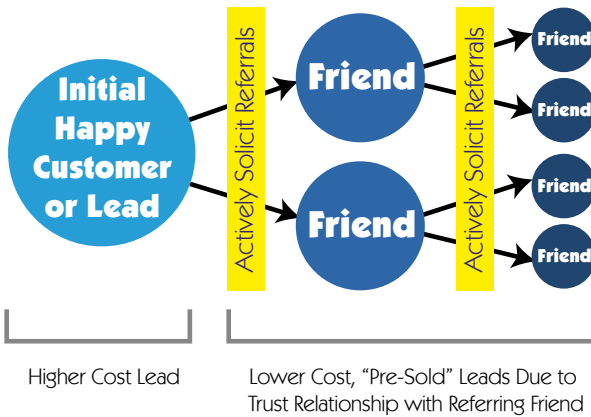 Initial
Happy
Customer
or Lead
Actively Solicit Referrals
Friend
Friend
Actively Solicit Referrals
Friend
Friend
Friend
Friend
Higher Cost Lead
Lower Cost, “Pre-Sold” Leads Due to
Trust Relationship with Referring Friend